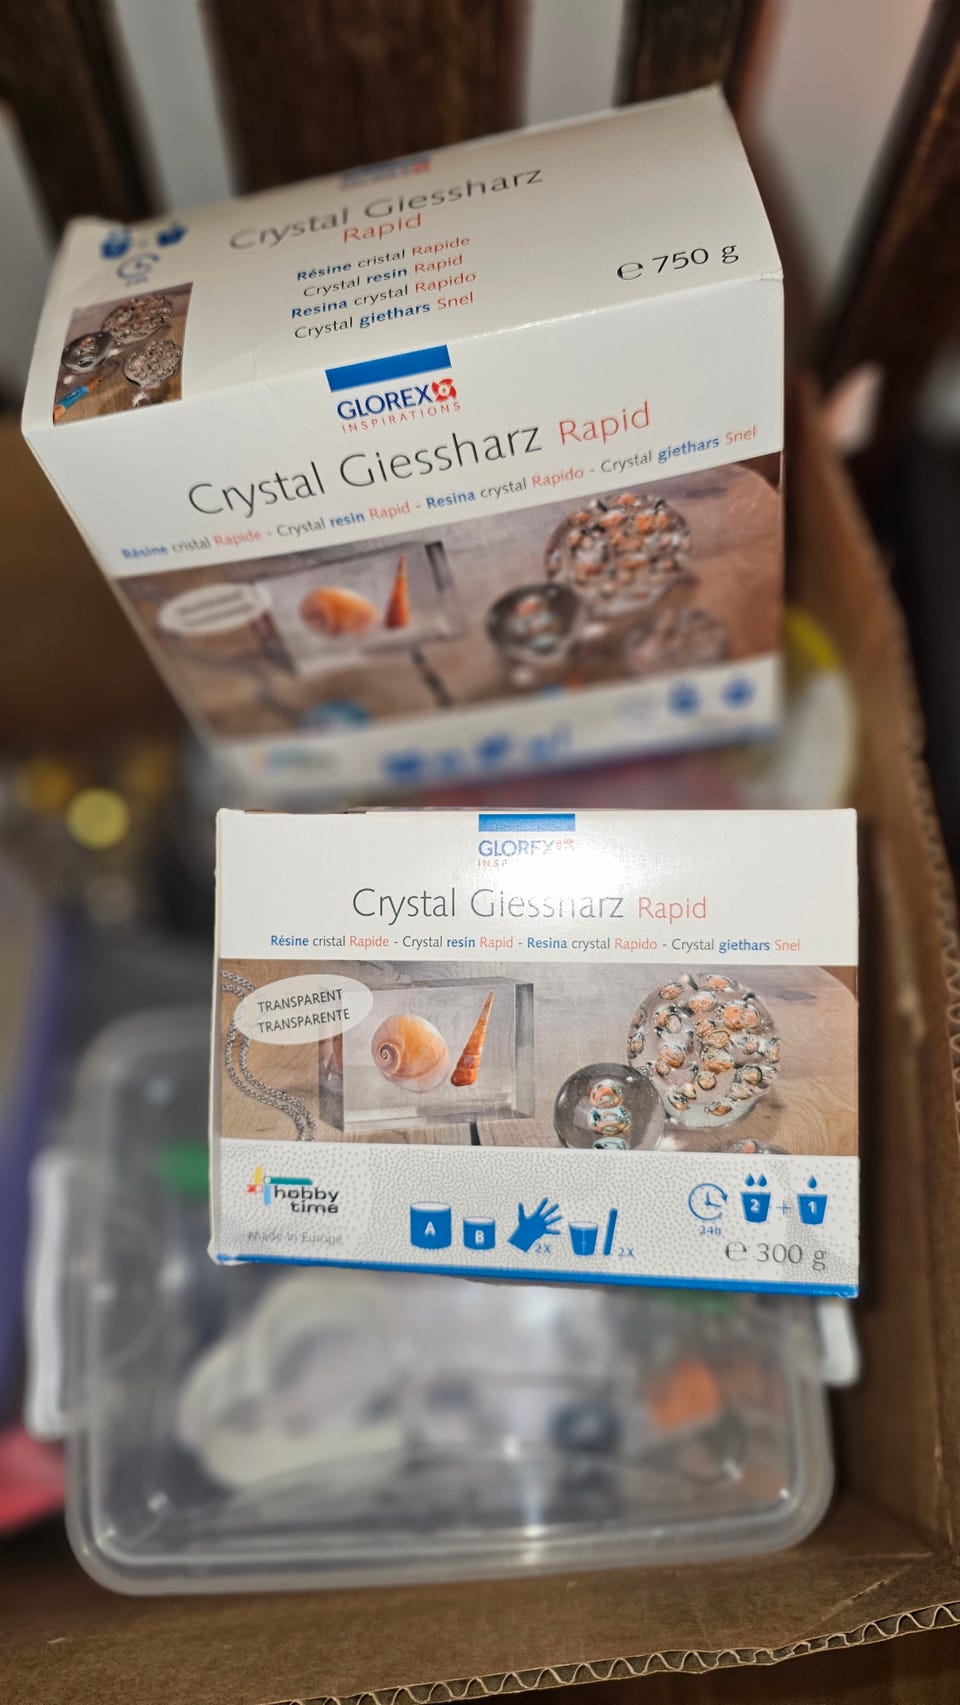 Crystal Giessharz
Rapid
Résine cristal Rapide
Crystal resin Rapid
Resina crystal Rapido
Crystal giethars Snel
℮ 750 g
GLOREX
INSPIRATIONS
Crystal Giessharz Rapid
Résine cristal Rapide - Crystal resin Rapid - Resina crystal Rapido - Crystal giethars Snel
GLOREX
INSP
Crystal Giessharz Rapid
Résine cristal Rapide - Crystal resin Rapid - Resina crystal Rapido - Crystal giethars Snel
TRANSPARENT
TRANSPARENTE
hobby
time
Made in Europe
A B 2X 2X
24h
2 + 1
℮ 300 g